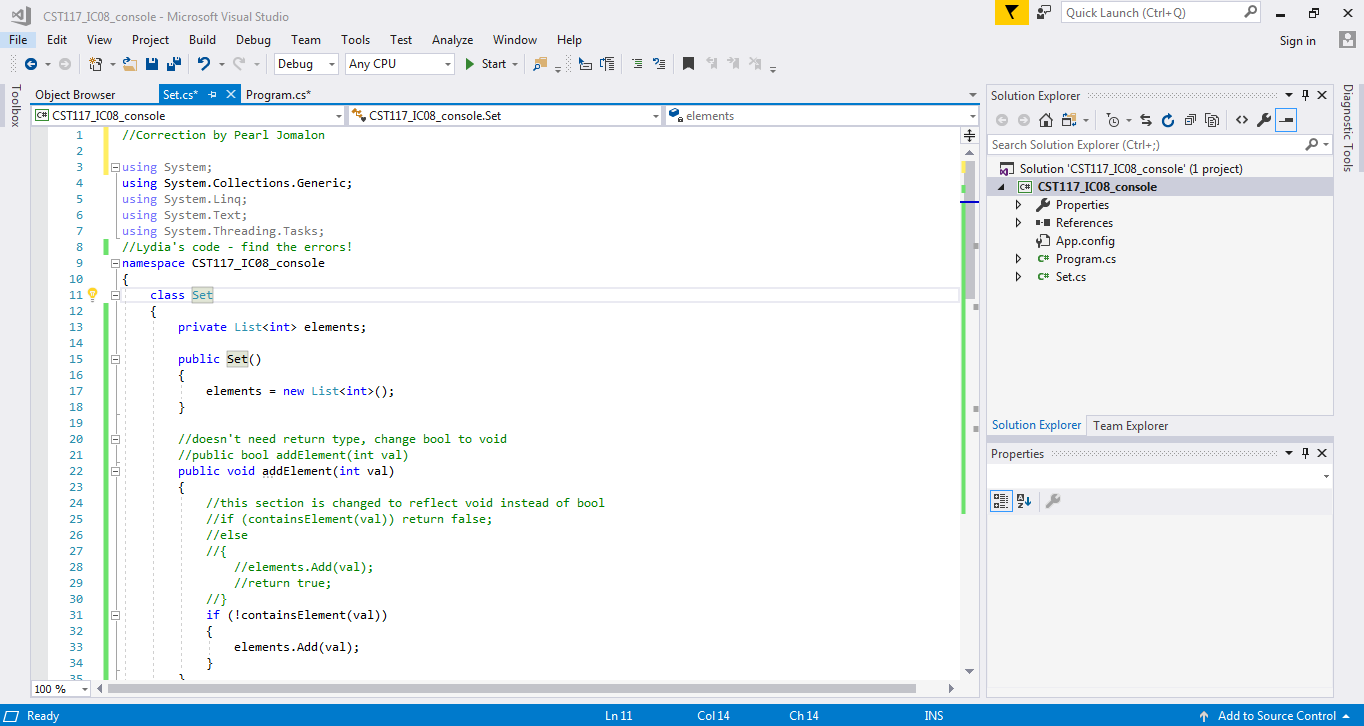 CST117_IC08_console - Microsoft Visual Studio
Quick Launch (Ctrl+Q)
File Edit View Project Build Debug Team Tools Test Analyze Window Help
Sign in
Debug Any CPU Start
Toolbox
Object Browser Set.cs* Program.cs*
CST117_IC08_console CST117_IC08_console.Set elements
1 //Correction by Pearl Jomalon
2
3 using System;
4 using System.Collections.Generic;
5 using System.Linq;
6 using System.Text;
7 using System.Threading.Tasks;
8 //Lydia's code - find the errors!
9 namespace CST117_IC08_console
10 {
11 class Set
12 {
13 private List<int> elements;
14
15 public Set()
16 {
17 elements = new List<int>();
18 }
19
20 //doesn't need return type, change bool to void
21 //public bool addElement(int val)
22 public void addElement(int val)
23 {
24 //this section is changed to reflect void instead of bool
25 //if (containsElement(val)) return false;
26 //else
27 //{
28 //elements.Add(val);
29 //return true;
30 //}
31 if (!containsElement(val))
32 {
33 elements.Add(val);
34 }
35 }
100 %
Solution Explorer
Search Solution Explorer (Ctrl+;)
Solution 'CST117_IC08_console' (1 project)
CST117_IC08_console
Properties
References
App.config
Program.cs
Set.cs
Solution Explorer Team Explorer
Properties
Diagnostic Tools
Ready Ln 11 Col 14 Ch 14 INS Add to Source Control